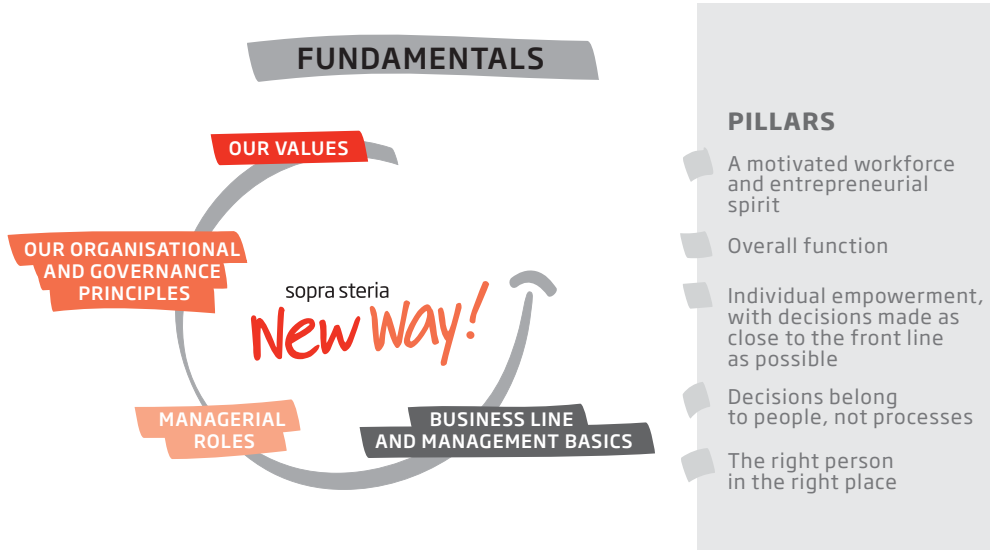 FUNDAMENTALS
OUR VALUES
OUR ORGANISATIONAL
AND GOVERNANCE
PRINCIPLES
sopra steria
New Way!
MANAGERIAL
ROLES
BUSINESS LINE
AND MANAGEMENT BASICS
PILLARS
A motivated workforce
and entrepreneurial
spirit
Overall function
Individual empowerment,
with decisions made as
close to the front line
as possible
Decisions belong
to people, not processes
The right person
in the right place